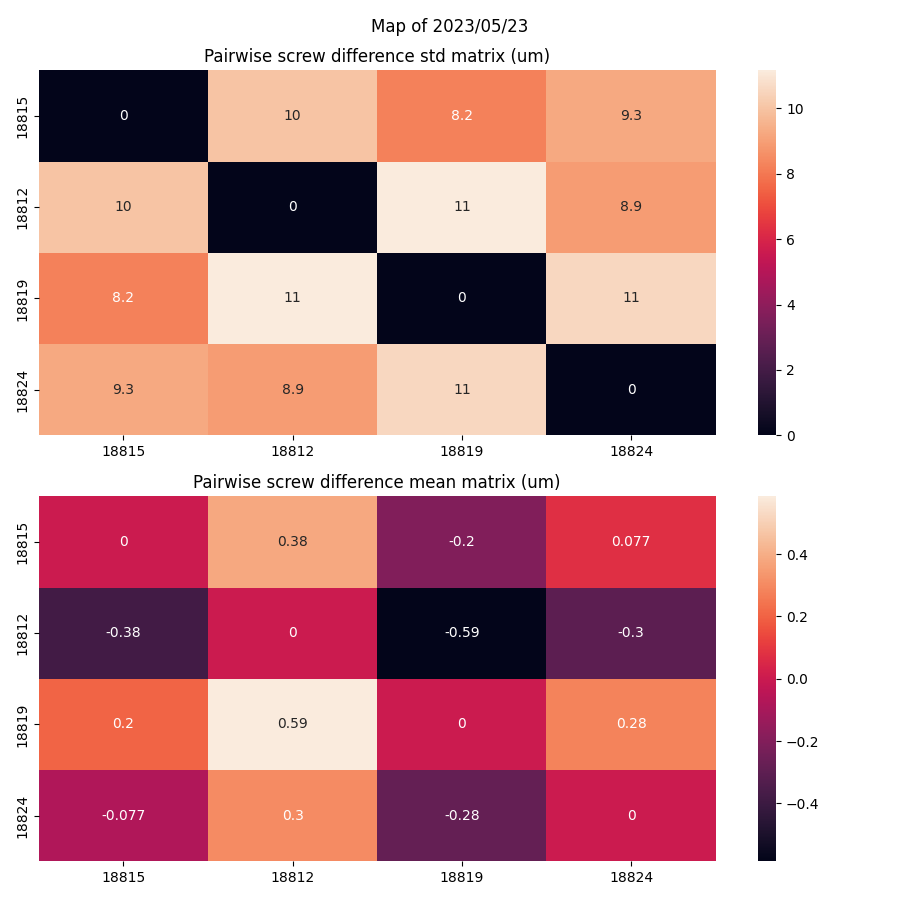 Map of 2023/05/23
Pairwise screw difference std matrix (um)
18815 0 10 8.2 9.3
18812 10 0 11 8.9
18819 8.2 11 0 11
18824 9.3 8.9 11 0
18815 18812 18819 18824
10
8
6
4
2
0
Pairwise screw difference mean matrix (um)
18815 0 0.38 -0.2 0.077
18812 -0.38 0 -0.59 -0.3
18819 0.2 0.59 0 0.28
18824 -0.077 0.3 -0.28 0
18815 18812 18819 18824
0.4
0.2
0.0
−0.2
−0.4